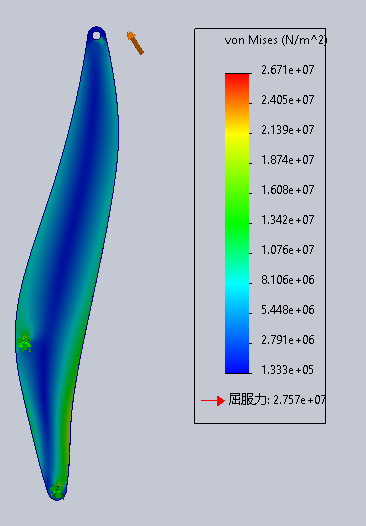 von Mises (N/m^2)
2.671e+07
2.405e+07
2.139e+07
1.874e+07
1.608e+07
1.342e+07
1.076e+07
8.106e+06
5.448e+06
2.791e+06
1.333e+05
屈服力: 2.757e+07